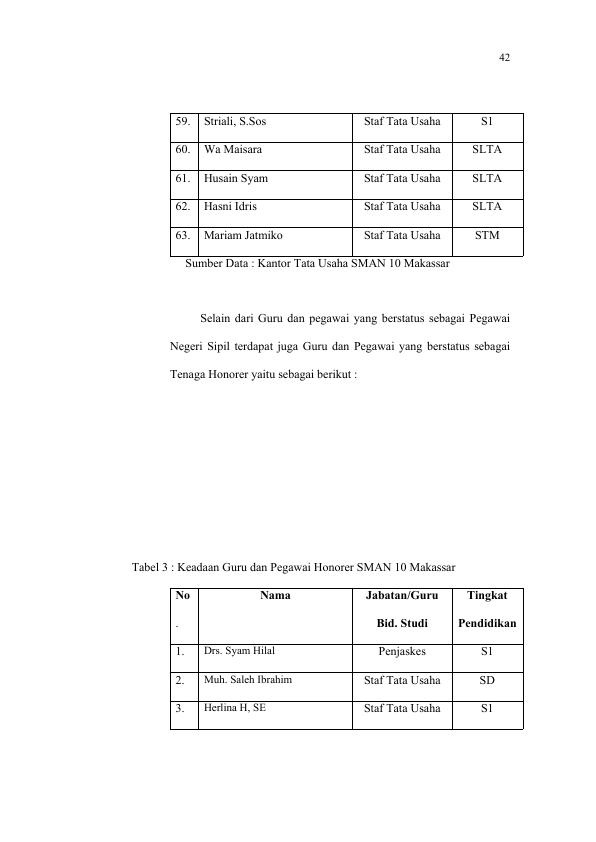 42
59. Striali, S.Sos Staf Tata Usaha S1
60. Wa Maisara Staf Tata Usaha SLTA
61. Husain Syam Staf Tata Usaha SLTA
62. Hasni Idris Staf Tata Usaha SLTA
63. Mariam Jatmiko Staf Tata Usaha STM
Sumber Data : Kantor Tata Usaha SMAN 10 Makassar
Selain dari Guru dan pegawai yang berstatus sebagai Pegawai
Negeri Sipil terdapat juga Guru dan Pegawai yang berstatus sebagai
Tenaga Honorer yaitu sebagai berikut :
Tabel 3 : Keadaan Guru dan Pegawai Honorer SMAN 10 Makassar
No Nama Jabatan/Guru Tingkat
. Bid. Studi Pendidikan
1. Drs. Syam Hilal Penjaskes S1
2. Muh. Saleh Ibrahim Staf Tata Usaha SD
3. Herlina H, SE Staf Tata Usaha S1